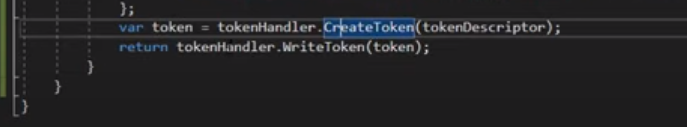 };
var token = tokenHandler.CreateToken(tokenDescriptor);
return tokenHandler.WriteToken(token);
}
}
}